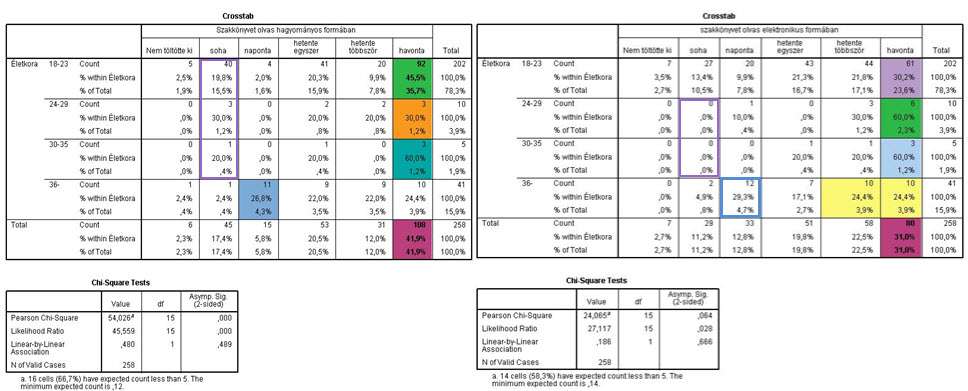 Crosstab
Szakkönyvet olvas hagyományos formában
Nem töltötte ki soha naponta hetente egyszer hetente többször havonta Total
Életkora 18-23 Count 5 40 4 41 20 92 202
% within Életkora 2,5% 19,8% 2,0% 20,3% 9,9% 45,5% 100,0%
% of Total 1,9% 15,5% 1,6% 15,9% 7,8% 35,7% 78,3%
24-29 Count 0 3 0 2 2 3 10
% within Életkora ,0% 30,0% ,0% 20,0% 20,0% 30,0% 100,0%
% of Total ,0% 1,2% ,0% ,8% ,8% 1,2% 3,9%
30-35 Count 0 1 0 1 0 3 5
% within Életkora ,0% 20,0% ,0% 20,0% ,0% 60,0% 100,0%
% of Total ,0% ,4% ,0% ,4% ,0% 1,2% 1,9%
36- Count 1 1 11 9 9 10 41
% within Életkora 2,4% 2,4% 26,8% 22,0% 22,0% 24,4% 100,0%
% of Total ,4% ,4% 4,3% 3,5% 3,5% 3,9% 15,9%
Total Count 6 45 15 53 31 108 258
% within Életkora 2,3% 17,4% 5,8% 20,5% 12,0% 41,9% 100,0%
% of Total 2,3% 17,4% 5,8% 20,5% 12,0% 41,9% 100,0%
Chi-Square Tests
Value df Asymp. Sig. (2-sided)
Pearson Chi-Square 54,026a 15 ,000
Likelihood Ratio 45,559 15 ,000
Linear-by-Linear Association ,480 1 ,489
N of Valid Cases 258
a. 16 cells (66,7%) have expected count less than 5. The
minimum expected count is ,12.
Crosstab
szakkönyvet olvas elektronikus formában
Nem töltötte ki soha naponta hetente egyszer hetente többször havonta Total
Életkora 18-23 Count 7 27 20 43 44 61 202
% within Életkora 3,5% 13,4% 9,9% 21,3% 21,8% 30,2% 100,0%
% of Total 2,7% 10,5% 7,8% 16,7% 17,1% 23,6% 78,3%
24-29 Count 0 0 1 0 3 6 10
% within Életkora ,0% ,0% 10,0% ,0% 30,0% 60,0% 100,0%
% of Total ,0% ,0% ,4% ,0% 1,2% 2,3% 3,9%
30-35 Count 0 0 0 1 1 3 5
% within Életkora ,0% ,0% ,0% 20,0% 20,0% 60,0% 100,0%
% of Total ,0% ,0% ,0% ,4% ,4% 1,2% 1,9%
36- Count 0 2 12 7 10 10 41
% within Életkora ,0% 4,9% 29,3% 17,1% 24,4% 24,4% 100,0%
% of Total ,0% ,8% 4,7% 2,7% 3,9% 3,9% 15,9%
Total Count 7 29 33 51 58 80 258
% within Életkora 2,7% 11,2% 12,8% 19,8% 22,5% 31,0% 100,0%
% of Total 2,7% 11,2% 12,8% 19,8% 22,5% 31,0% 100,0%
Chi-Square Tests
Value df Asymp. Sig. (2-sided)
Pearson Chi-Square 24,065a 15 ,064
Likelihood Ratio 27,117 15 ,028
Linear-by-Linear Association ,186 1 ,666
N of Valid Cases 258
a. 14 cells (58,3%) have expected count less than 5. The
minimum expected count is ,14.